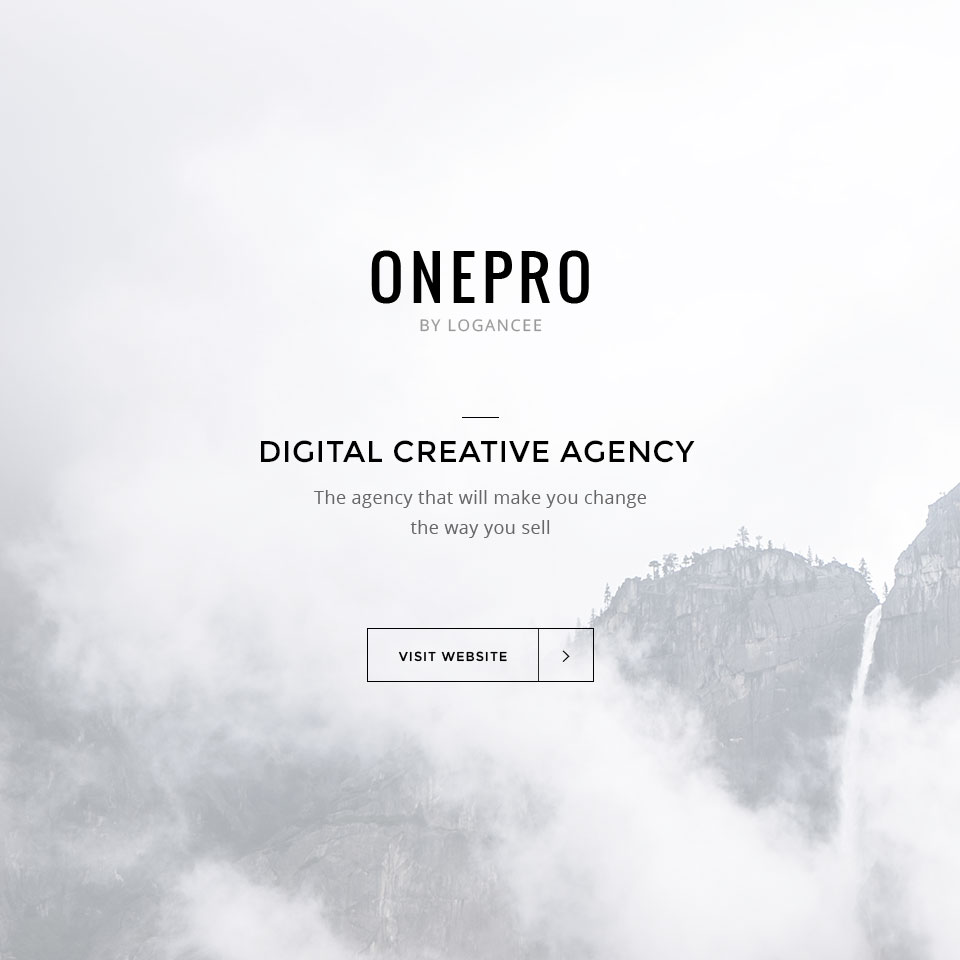 ONEPRO
BY LOGANCEE
DIGITAL CREATIVE AGENCY
The agency that will make you change
the way you sell
VISIT WEBSITE